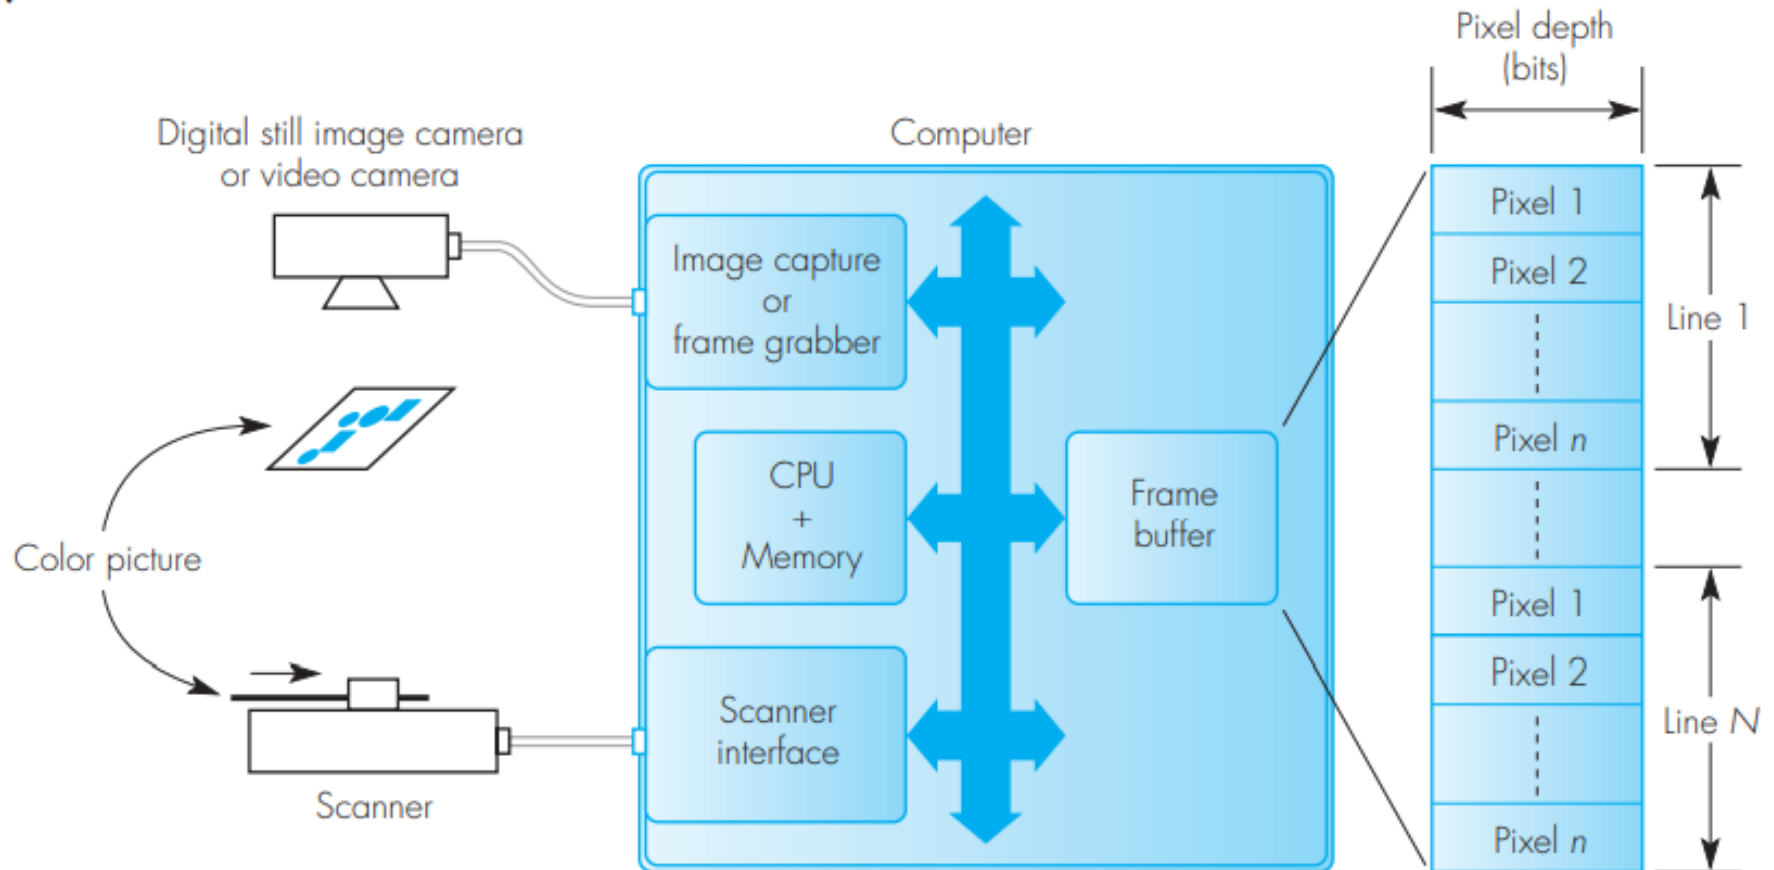 Pixel depth
(bits)
Digital still image camera
or video camera
Computer
Image capture
or
frame grabber
CPU
+
Memory
Frame
buffer
Scanner
interface
Color picture
Scanner
Pixel 1
Pixel 2
Pixel n
Line 1
Pixel 1
Pixel 2
Pixel n
Line N